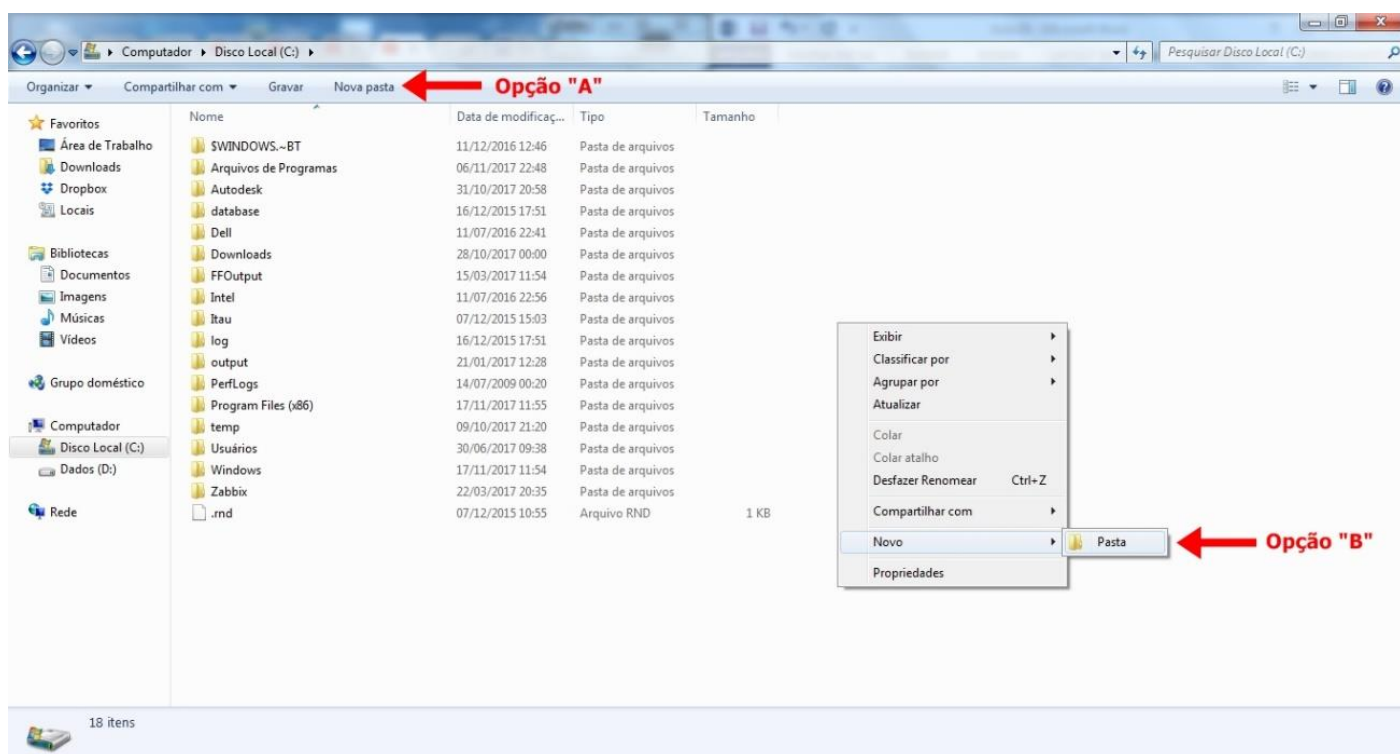 Computador ▸ Disco Local (C:) ▸
Pesquisar Disco Local (C:)
Organizar Compartilhar com Gravar Nova pasta Opção "A"
Favoritos
Área de Trabalho
Downloads
Dropbox
Locais
Bibliotecas
Documentos
Imagens
Músicas
Vídeos
Grupo doméstico
Computador
Disco Local (C:)
Dados (D:)
Rede
Nome Data de modificaç... Tipo Tamanho
$WINDOWS.~BT 11/12/2016 12:46 Pasta de arquivos
Arquivos de Programas 06/11/2017 22:48 Pasta de arquivos
Autodesk 31/10/2017 20:58 Pasta de arquivos
database 16/12/2015 17:51 Pasta de arquivos
Dell 11/07/2016 22:41 Pasta de arquivos
Downloads 28/10/2017 00:00 Pasta de arquivos
FFOutput 15/03/2017 11:54 Pasta de arquivos
Intel 11/07/2016 22:56 Pasta de arquivos
Itau 07/12/2015 15:03 Pasta de arquivos
log 16/12/2015 17:51 Pasta de arquivos
output 21/01/2017 12:28 Pasta de arquivos
PerfLogs 14/07/2009 00:20 Pasta de arquivos
Program Files (x86) 17/11/2017 11:55 Pasta de arquivos
temp 09/10/2017 21:20 Pasta de arquivos
Usuários 30/06/2017 09:38 Pasta de arquivos
Windows 17/11/2017 11:54 Pasta de arquivos
Zabbix 22/03/2017 20:35 Pasta de arquivos
.rnd 07/12/2015 10:55 Arquivo RND 1 KB
Exibir
Classificar por
Agrupar por
Atualizar
Colar
Colar atalho
Desfazer Renomear Ctrl+Z
Compartilhar com
Novo Pasta Opção "B"
Propriedades
18 itens